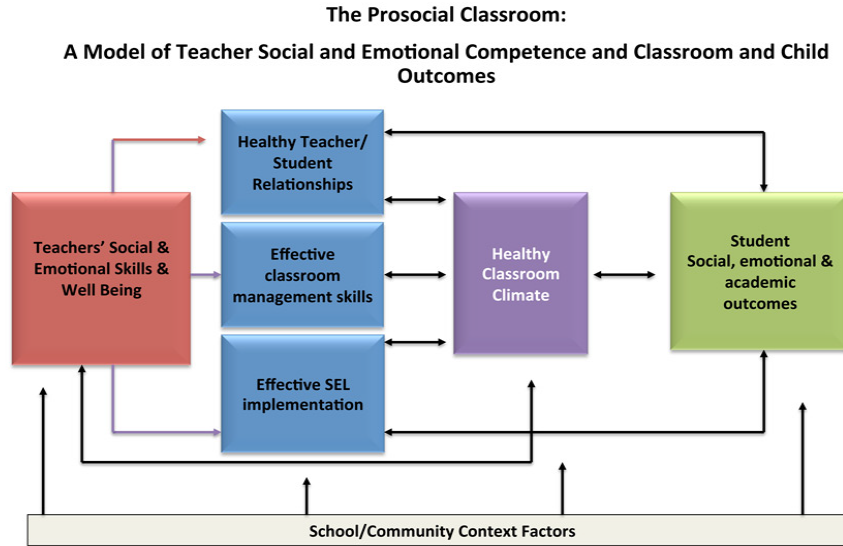 The Prosocial Classroom:
A Model of Teacher Social and Emotional Competence and Classroom and Child
Outcomes
Healthy Teacher/
Student
Relationships
Teachers’ Social &
Emotional Skills &
Well Being
Effective
classroom
management skills
Effective SEL
implementation
Healthy
Classroom
Climate
Student
Social, emotional &
academic
outcomes
School/Community Context Factors